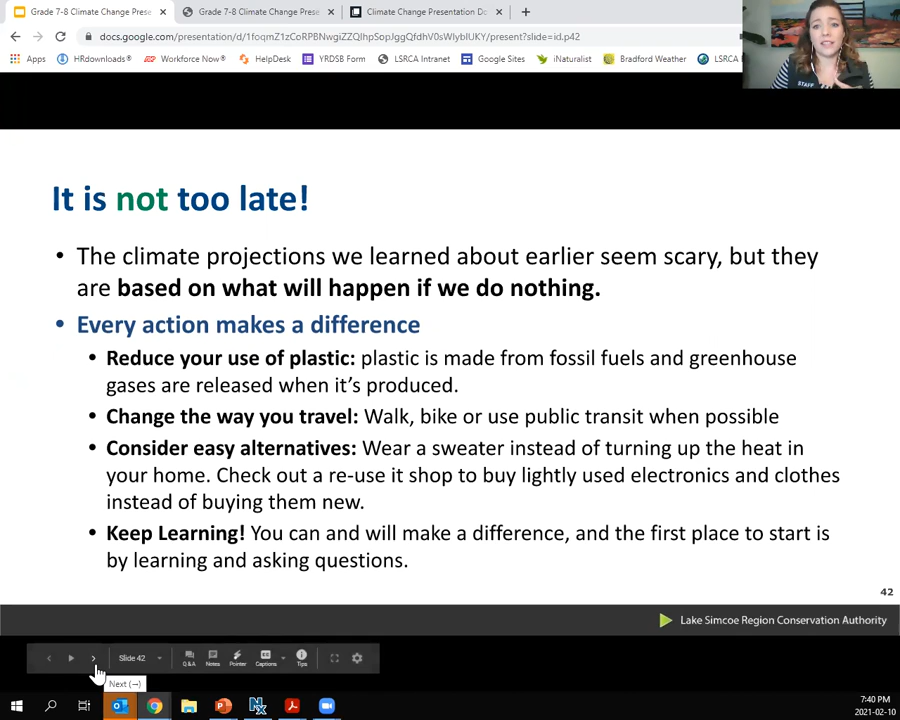 Grade 7-8 Climate Change Prese
Grade 7-8 Climate Change Prese
Climate Change Presentation Do
docs.google.com/presentation/d/1foqmZ1zCoRPBNwgiZZQlhpSopJggQfdhV0sWlybIUKY/present?slide=id.p42
Apps HRdownloads® Workforce Now® HelpDesk YRDSB Form LSRCA Intranet Google Sites iNaturalist Bradford Weather LSRCA
STAFF
It is not too late!
• The climate projections we learned about earlier seem scary, but they
are based on what will happen if we do nothing.
• Every action makes a difference
• Reduce your use of plastic: plastic is made from fossil fuels and greenhouse
gases are released when it’s produced.
• Change the way you travel: Walk, bike or use public transit when possible
• Consider easy alternatives: Wear a sweater instead of turning up the heat in
your home. Check out a re-use it shop to buy lightly used electronics and clothes
instead of buying them new.
• Keep Learning! You can and will make a difference, and the first place to start is
by learning and asking questions.
42
Lake Simcoe Region Conservation Authority
Slide 42 Q&A Notes Pointer Captions Tips
Next (→)
7:40 PM
2021-02-10